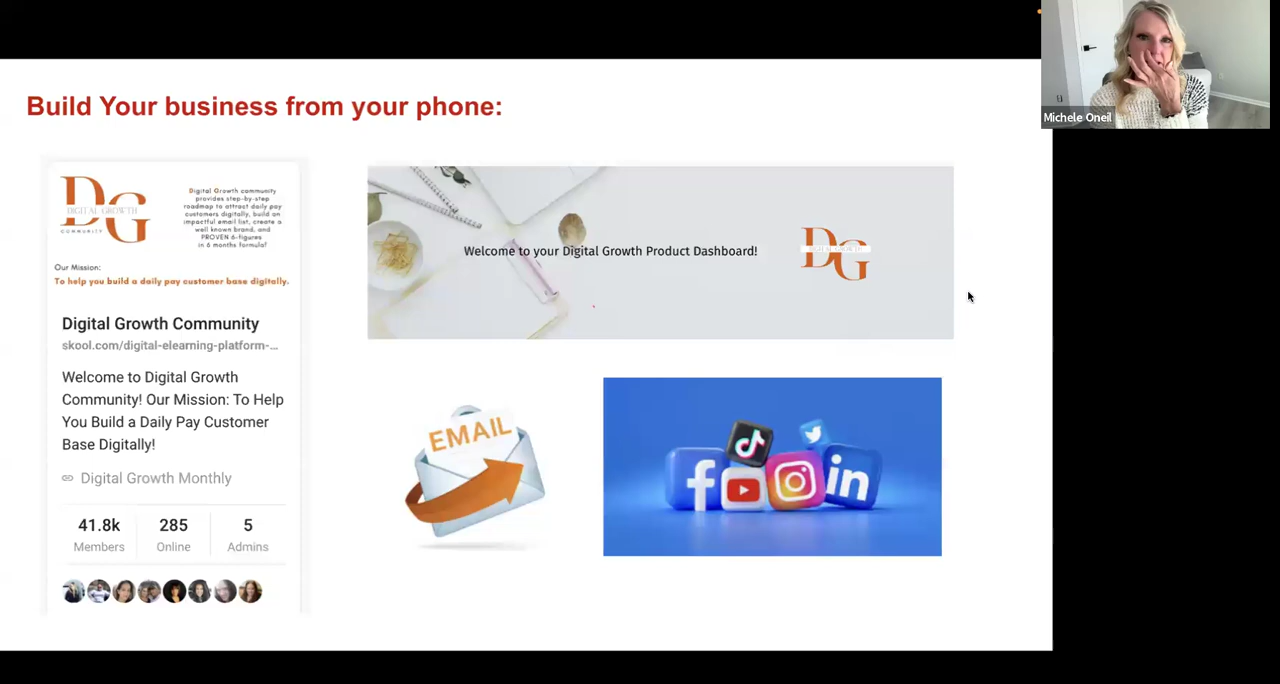 Build Your business from your phone:
Michele Oneil
DG
DIGITAL GROWTH
COMMUNITY
Digital Growth community
provides step-by-step
roadmap to attract daily pay
customers digitally, build an
impactful email list, create a
well known brand, and
PROVEN 6-figures
in 6 months formula!
Our Mission:
To help you build a daily pay customer base digitally.
Digital Growth Community
skool.com/digital-elearning-platform-...
Welcome to Digital Growth
Community! Our Mission: To Help
You Build a Daily Pay Customer
Base Digitally!
Digital Growth Monthly
41.8k 285 5
Members Online Admins
Welcome to your Digital Growth Product Dashboard!
DG
DIGITAL GROWTH
EMAIL
f
in